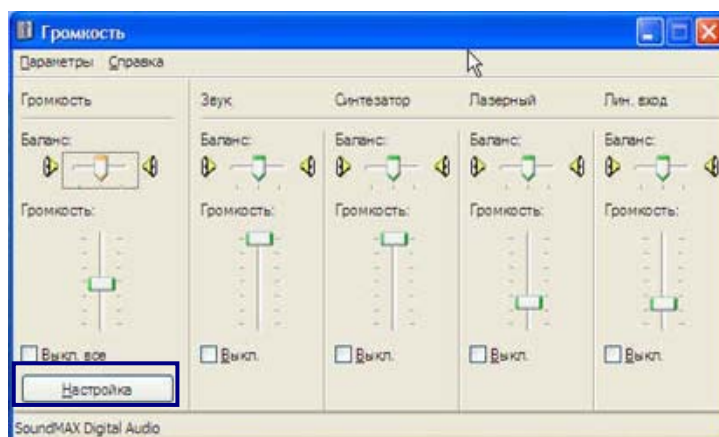 Громкость
Параметры Справка
Громкость Звук Синтезатор Лазерный Лин. вход
Баланс: Баланс: Баланс: Баланс: Баланс:
Громкость: Громкость: Громкость: Громкость: Громкость:
Выкл. все Выкл. Выкл. Выкл. Выкл.
Настройка
SoundMAX Digital Audio